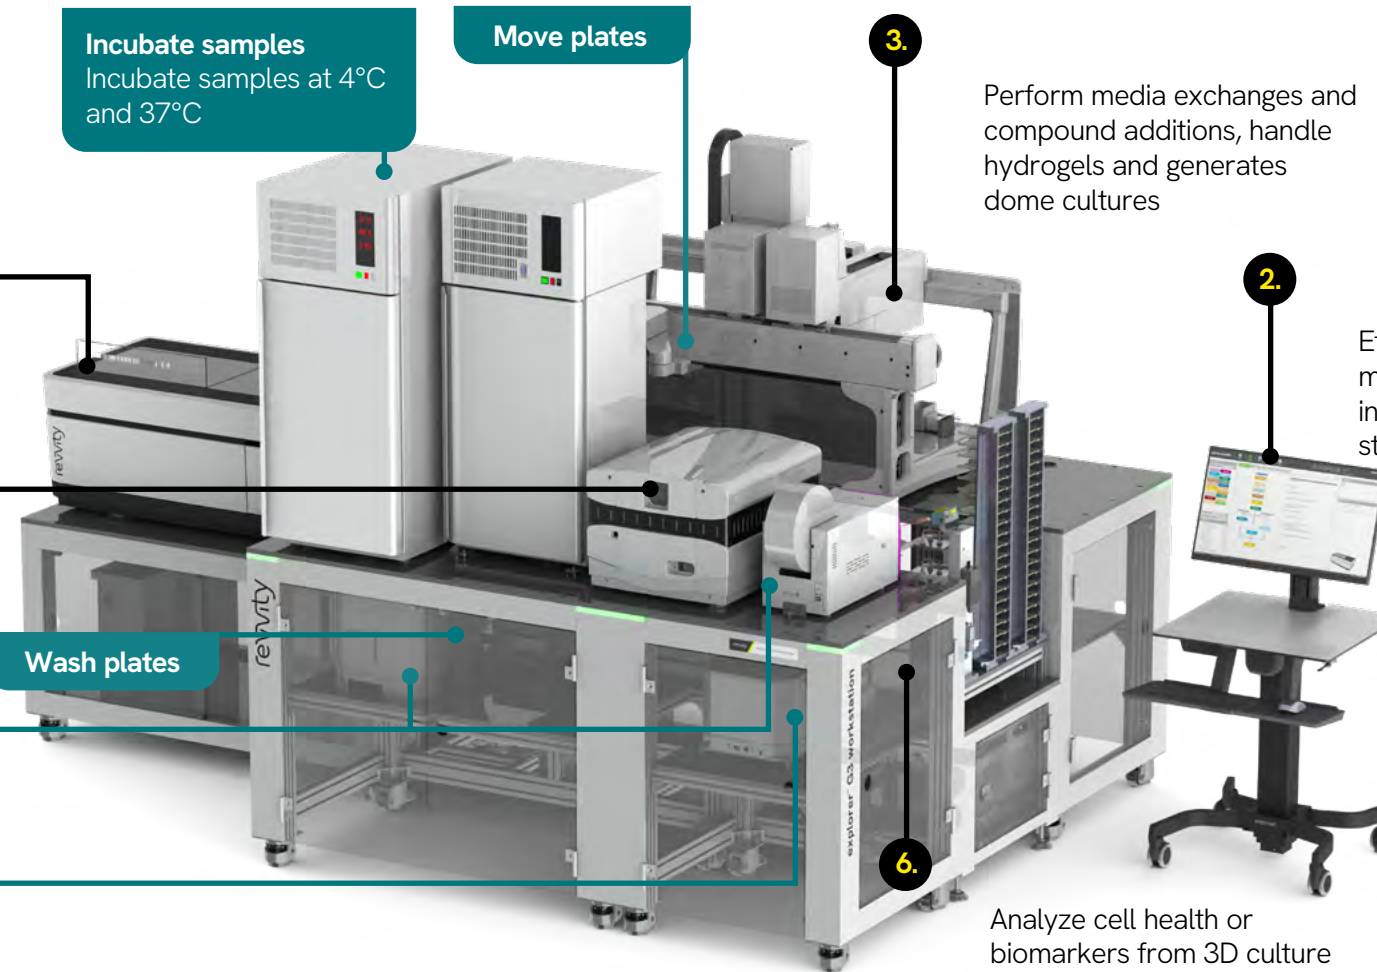 Incubate samples
Incubate samples at 4°C
and 37°C
Move plates
3.
Perform media exchanges and
compound additions, handle
hydrogels and generates
dome cultures
2.
revvity
Wash plates
revvity
explorer G3 workstation
6.
Analyze cell health or
biomarkers from 3D culture